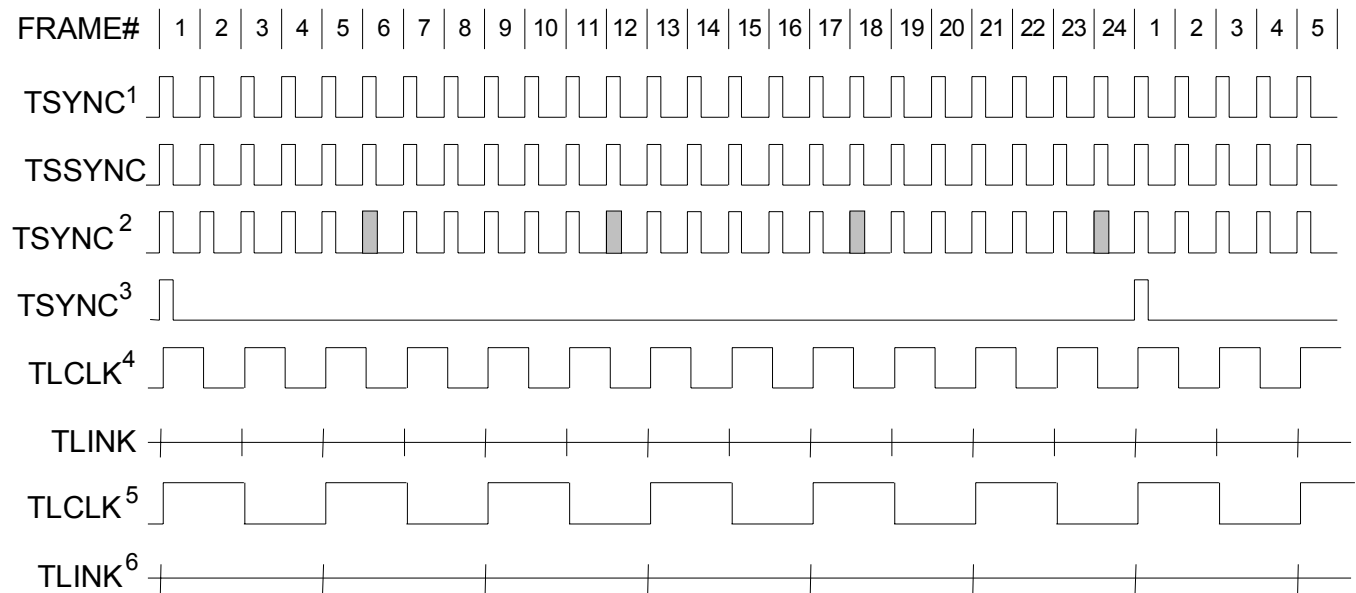 FRAME# 1 2 3 4 5 6 7 8 9 10 11 12 13 14 15 16 17 18 19 20 21 22 23 24 1 2 3 4 5
TSYNC¹
TSSYNC
TSYNC²
TSYNC³
TLCLK⁴
TLINK
TLCLK⁵
TLINK⁶